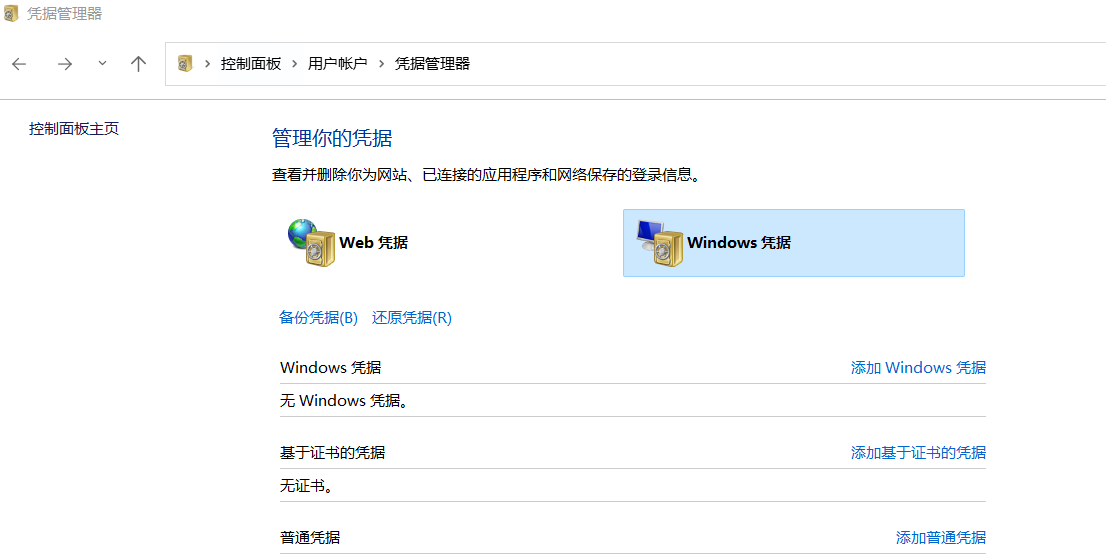 凭据管理器
控制面板 > 用户帐户 > 凭据管理器
控制面板主页
管理你的凭据
查看并删除你为网站、已连接的应用程序和网络保存的登录信息。
Web 凭据 Windows 凭据
备份凭据(B) 还原凭据(R)
Windows 凭据 添加 Windows 凭据
无 Windows 凭据。
基于证书的凭据 添加基于证书的凭据
无证书。
普通凭据 添加普通凭据